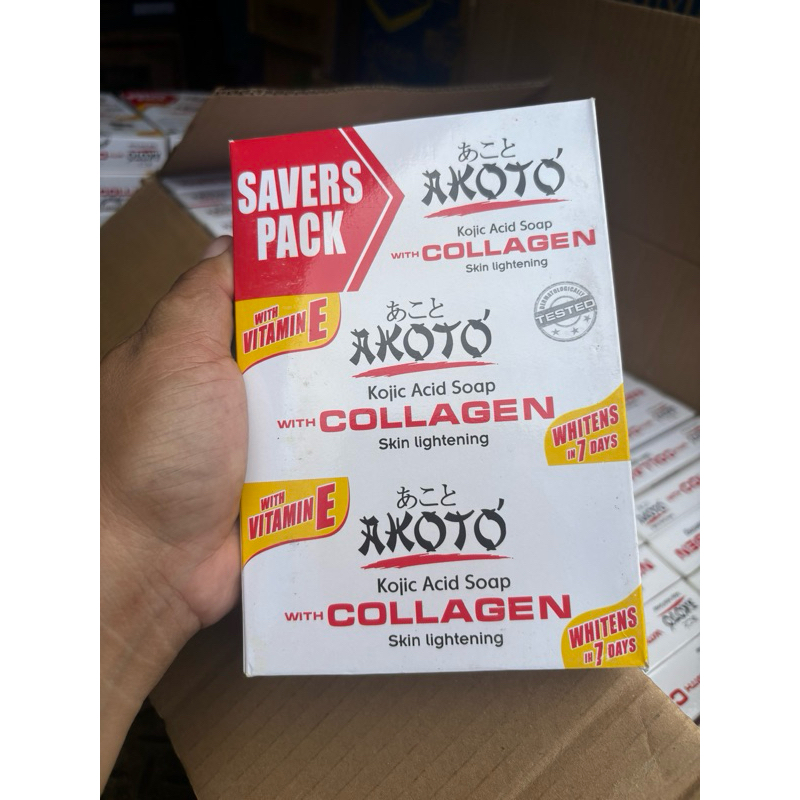 SAVERS
PACK
あこと
AKOTO
Kojic Acid Soap
WITH COLLAGEN
Skin lightening
DERMATOLOGICALLY
TESTED
WITH
VITAMIN E
あこと
AKOTO
Kojic Acid Soap
WITH COLLAGEN
Skin lightening
WHITENS
IN 7 DAYS
WITH
VITAMIN E
あこと
AKOTO
Kojic Acid Soap
WITH COLLAGEN
Skin lightening
WHITENS
IN 7 DAYS